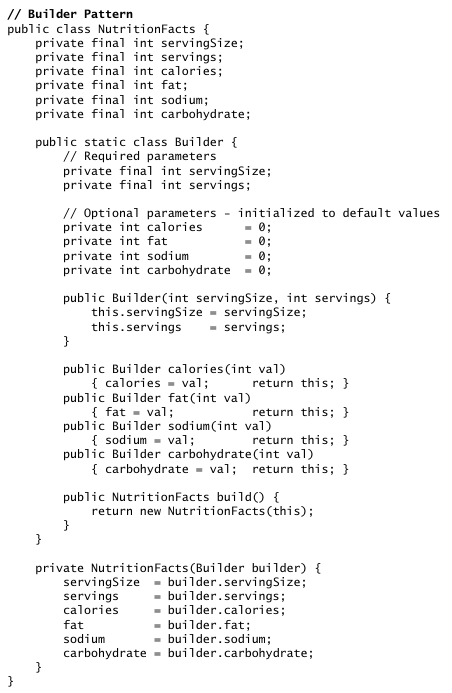 // Builder Pattern
public class NutritionFacts {
    private final int servingSize;
    private final int servings;
    private final int calories;
    private final int fat;
    private final int sodium;
    private final int carbohydrate;

    public static class Builder {
        // Required parameters
        private final int servingSize;
        private final int servings;

        // Optional parameters - initialized to default values
        private int calories      = 0;
        private int fat           = 0;
        private int sodium        = 0;
        private int carbohydrate  = 0;

        public Builder(int servingSize, int servings) {
            this.servingSize = servingSize;
            this.servings    = servings;
        }

        public Builder calories(int val)
            { calories = val;      return this; }
        public Builder fat(int val)
            { fat = val;           return this; }
        public Builder sodium(int val)
            { sodium = val;        return this; }
        public Builder carbohydrate(int val)
            { carbohydrate = val;  return this; }

        public NutritionFacts build() {
            return new NutritionFacts(this);
        }
    }

    private NutritionFacts(Builder builder) {
        servingSize  = builder.servingSize;
        servings     = builder.servings;
        calories     = builder.calories;
        fat          = builder.fat;
        sodium       = builder.sodium;
        carbohydrate = builder.carbohydrate;
    }
}